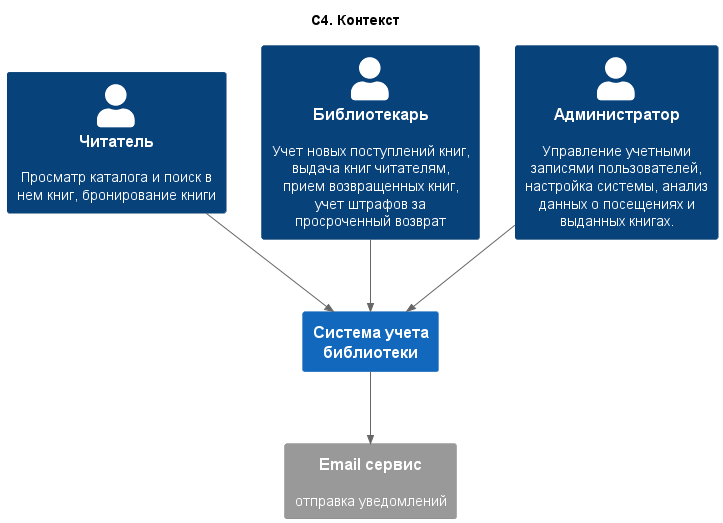 C4. Контекст
Читатель
Просматр каталога и поиск в
нем книг, бронирование книги
Библиотекарь
Учет новых поступлений книг,
выдача книг читателям,
прием возвращенных книг,
учет штрафов за
просроченный возврат
Администратор
Управление учетными
записями пользователей,
настройка системы, анализ
данных о посещениях и
выданных книгах.
Система учета
библиотеки
Email сервис
отправка уведомлений